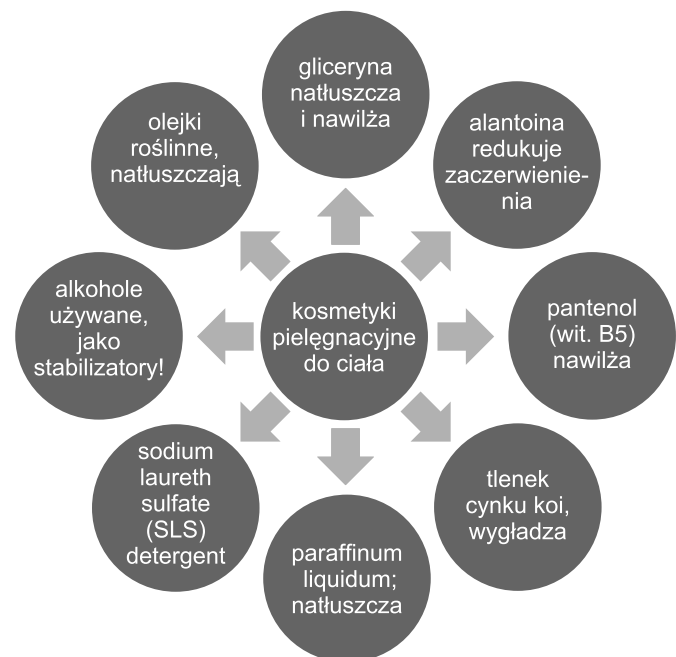 gliceryna
natłuszcza
i nawilża
alantoina
redukuje
zaczerwienie-
nia
pantenol
(wit. B5)
nawilża
tlenek
cynku koi,
wygładza
paraffinum
liquidum;
natłuszcza
sodium
laureth
sulfate
(SLS)
detergent
alkohole
używane,
jako
stabilizatory!
olejki
roślinne,
natłuszczają
kosmetyki
pielęgnacyjne
do ciała